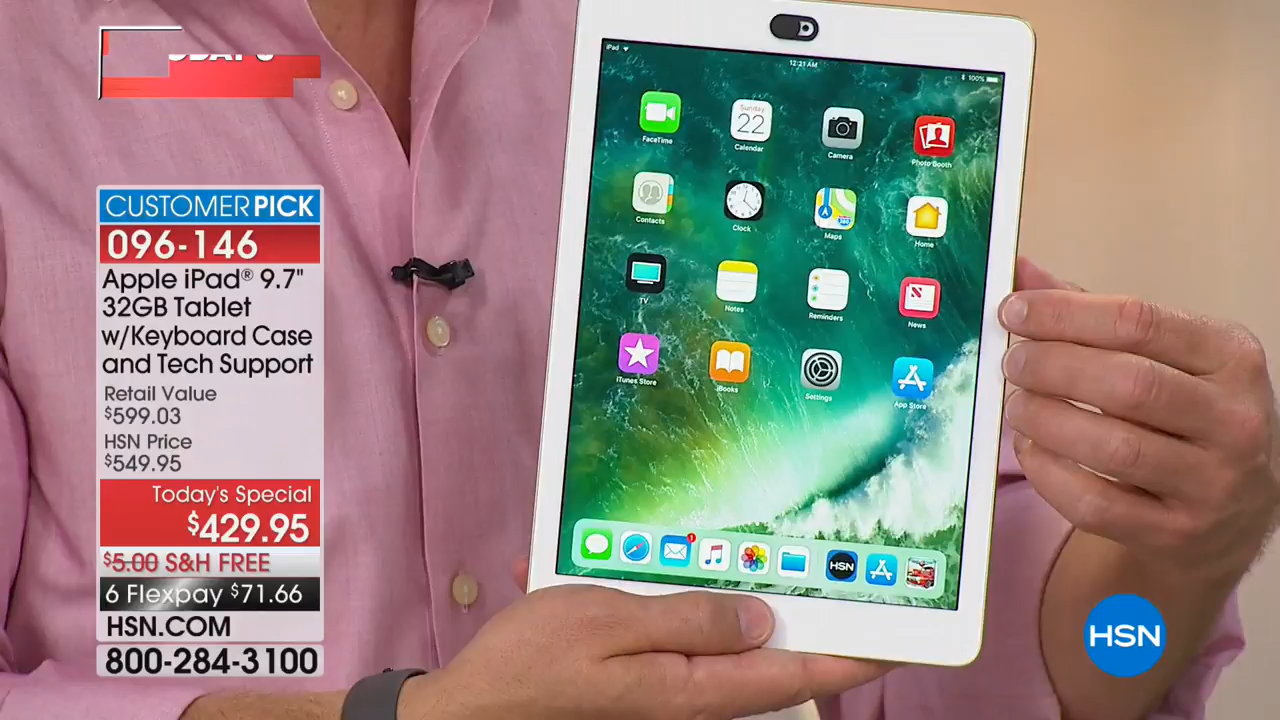 CUSTOMER PICK
096-146
Apple iPad® 9.7"
32GB Tablet
w/Keyboard Case
and Tech Support
Retail Value
$599.03
HSN Price
$549.95
Today's Special
$429.95
$5.00 S&H FREE
6 Flexpay $71.66
HSN.COM
800-284-3100
iPad
12:21 AM
100%
Sunday
22
FaceTime
Calendar
Camera
Photo Booth
Contacts
Clock
Maps
Home
TV
Notes
Reminders
News
iTunes Store
iBooks
Settings
App Store
1
HSN
HSN